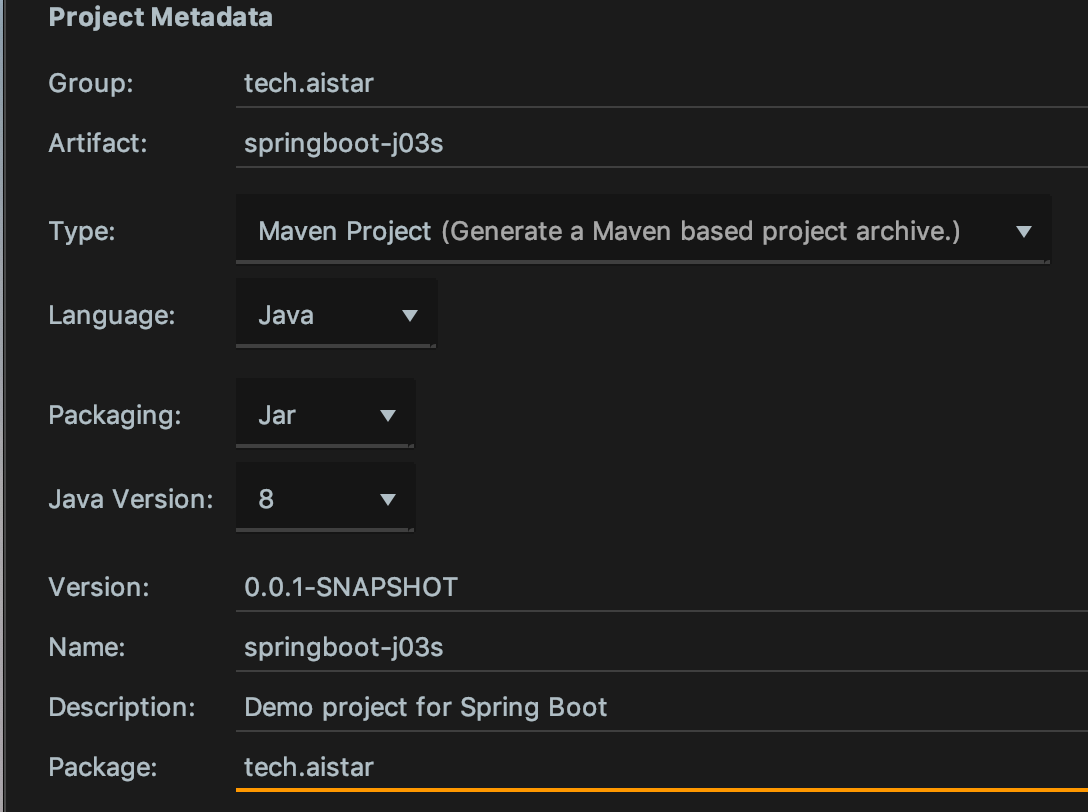 Project Metadata
Group: tech.aistar
Artifact: springboot-j03s
Type: Maven Project (Generate a Maven based project archive.)
Language: Java
Packaging: Jar
Java Version: 8
Version: 0.0.1-SNAPSHOT
Name: springboot-j03s
Description: Demo project for Spring Boot
Package: tech.aistar